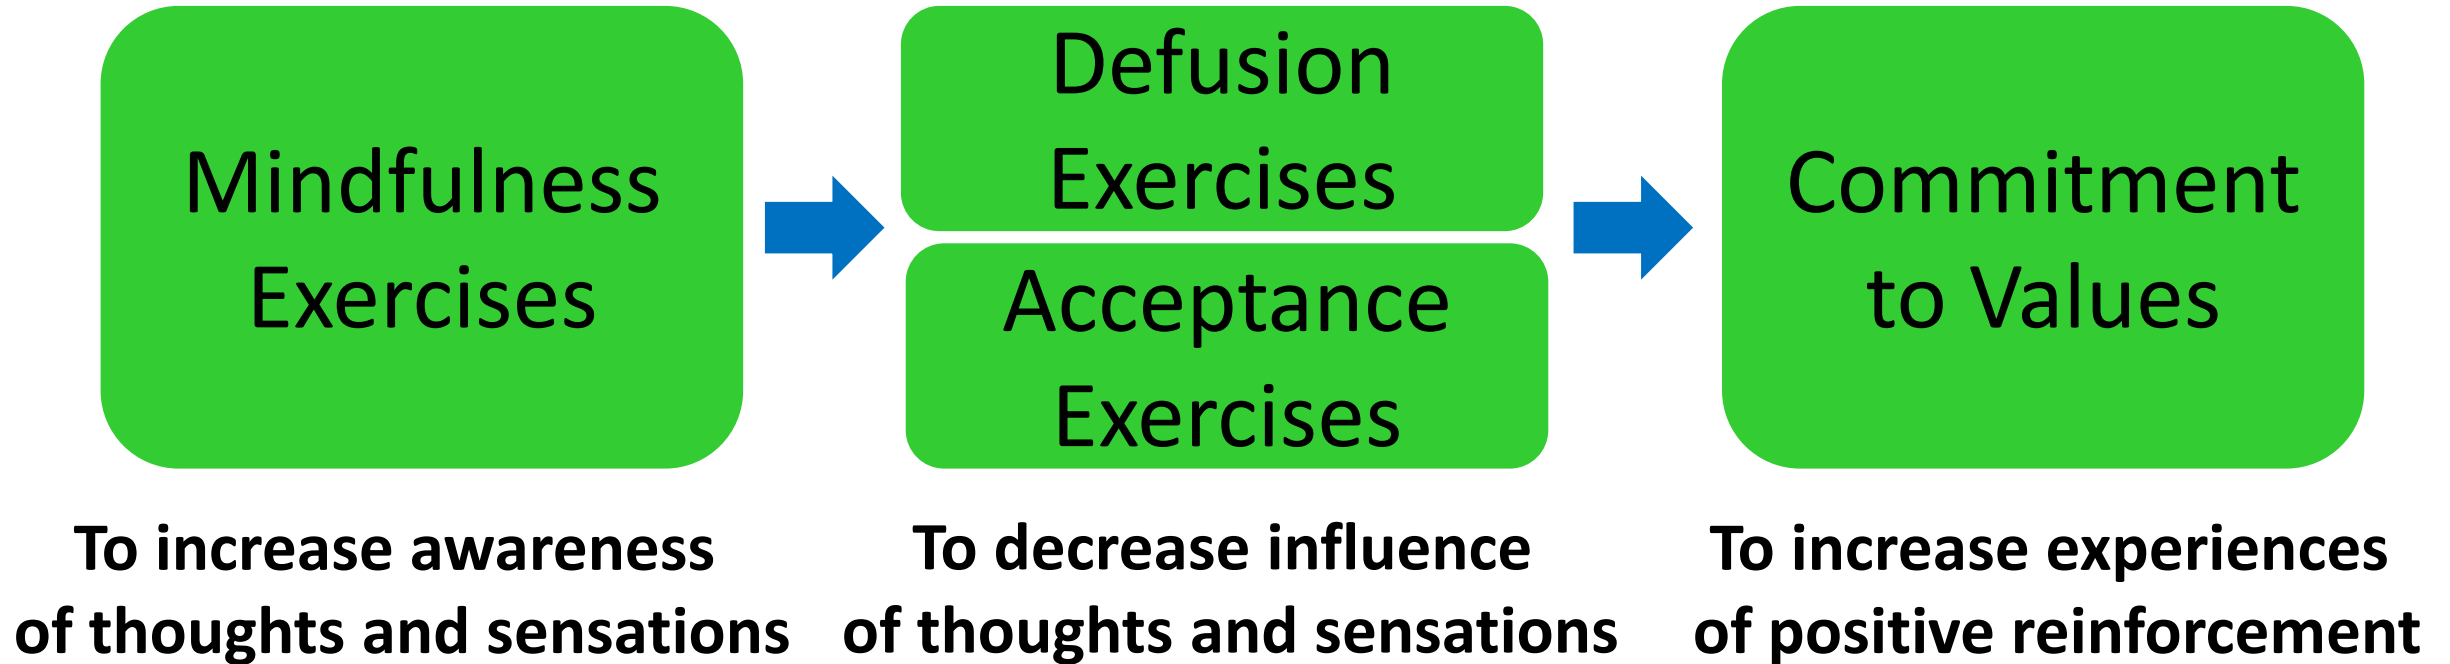 Mindfulness
Exercises
Defusion
Exercises
Acceptance
Exercises
Commitment
to Values
To increase awareness
of thoughts and sensations
To decrease influence
of thoughts and sensations
To increase experiences
of positive reinforcement